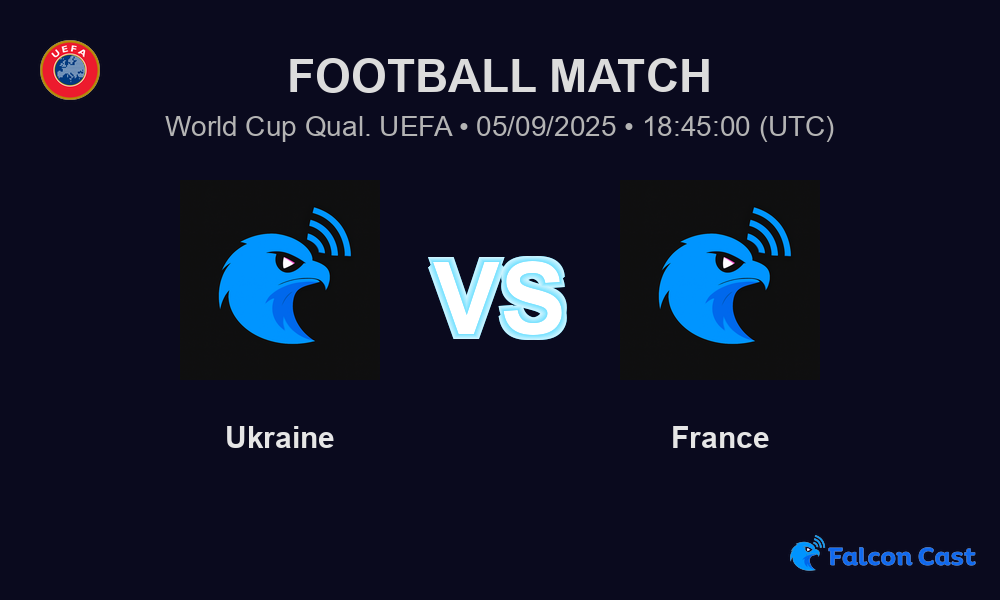 UEFA
FOOTBALL MATCH
World Cup Qual. UEFA • 05/09/2025 • 18:45:00 (UTC)
VS
Ukraine
France
Falcon Cast